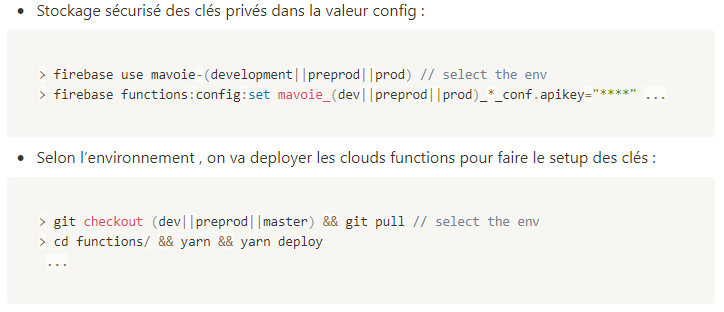 • Stockage sécurisé des clés privés dans la valeur config :
> firebase use mavoie-(development||preprod||prod) // select the env
> firebase functions:config:set mavoie_(dev||preprod||prod)_*_conf.apikey="****" ...
• Selon l'environnement , on va deployer les clouds functions pour faire le setup des clés :
> git checkout (dev||preprod||master) && git pull // select the env
> cd functions/ && yarn && yarn deploy
...